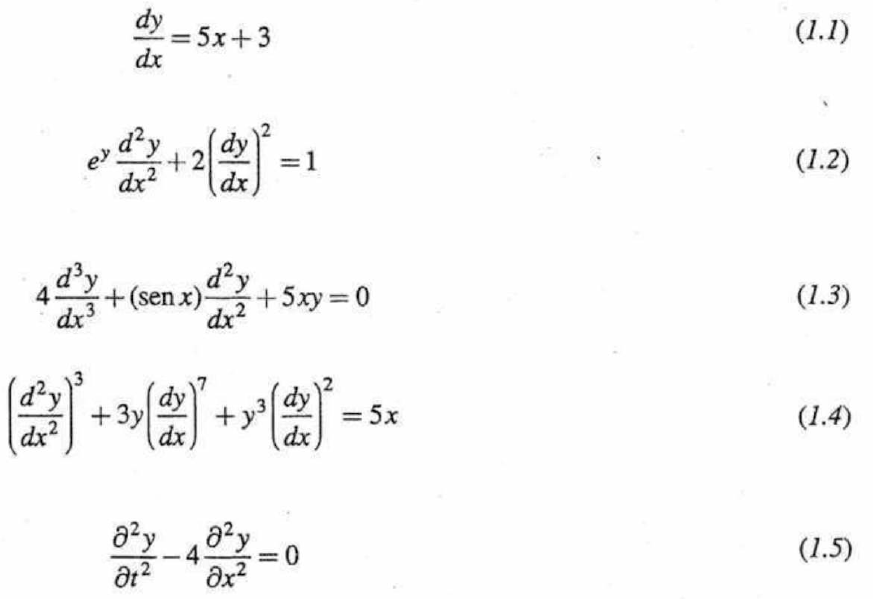 $\frac{dy}{dx} = 5x + 3$ (1.1)
$e^y \frac{d^2y}{dx^2} + 2\left(\frac{dy}{dx}\right)^2 = 1$ (1.2)
$4\frac{d^3y}{dx^3} + (\text{sen}\, x)\frac{d^2y}{dx^2} + 5xy = 0$ (1.3)
$\left(\frac{d^2y}{dx^2}\right)^3 + 3y\left(\frac{dy}{dx}\right)^7 + y^3\left(\frac{dy}{dx}\right)^2 = 5x$ (1.4)
$\frac{\partial^2y}{\partial t^2} - 4\frac{\partial^2y}{\partial x^2} = 0$ (1.5)